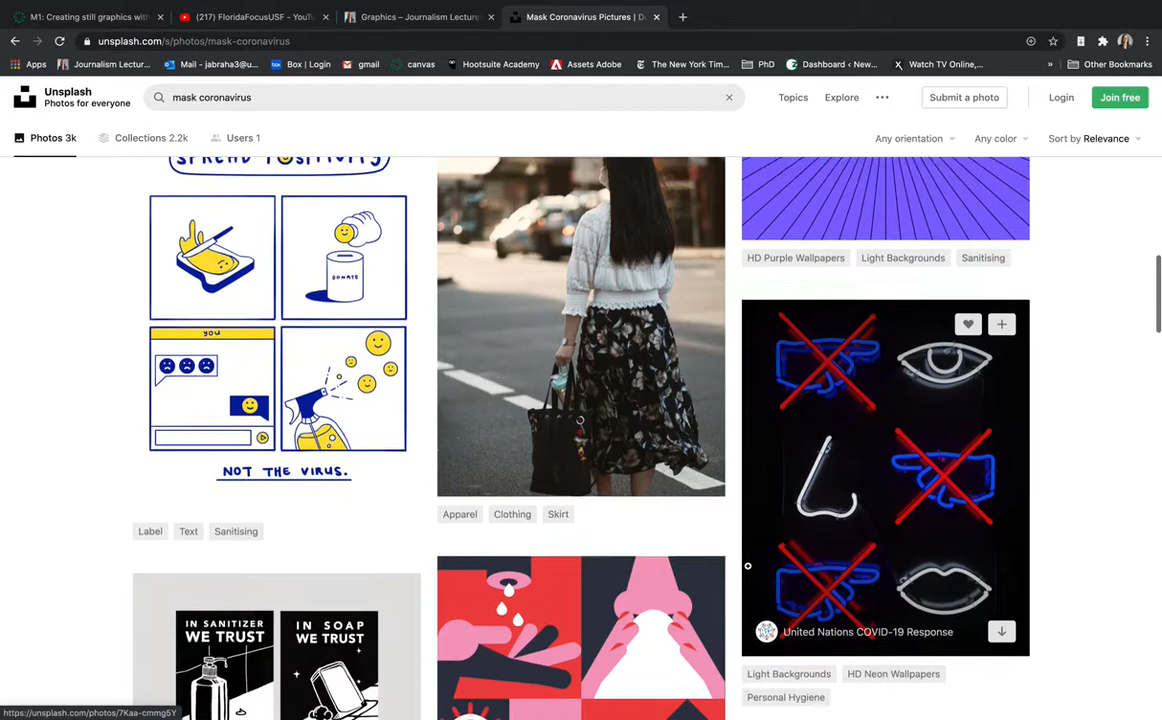 M1: Creating still graphics with
(217) FloridaFocusUSF - YouTu
Graphics – Journalism Lecture
Mask Coronavirus Pictures | D
unsplash.com/s/photos/mask-coronavirus
Apps
Journalism Lectur...
Mail - jabraha3@u...
Box | Login
gmail
canvas
Hootsuite Academy
Assets Adobe
The New York Tim...
PhD
Dashboard < New...
Watch TV Online,...
»
Other Bookmarks
Unsplash
Photos for everyone
mask coronavirus
Topics
Explore
Submit a photo
Login
Join free
Photos 3k
Collections 2.2k
Users 1
Any orientation
Any color
Sort by Relevance
SPREAD POSITIVITY
DONATE
you
NOT THE VIRUS.
Label
Text
Sanitising
IN SANITIZER
WE TRUST
IN SOAP
WE TRUST
Apparel
Clothing
Skirt
HD Purple Wallpapers
Light Backgrounds
Sanitising
United Nations COVID-19 Response
Light Backgrounds
HD Neon Wallpapers
Personal Hygiene
https://unsplash.com/photos/7Kaa-cmmg5Y